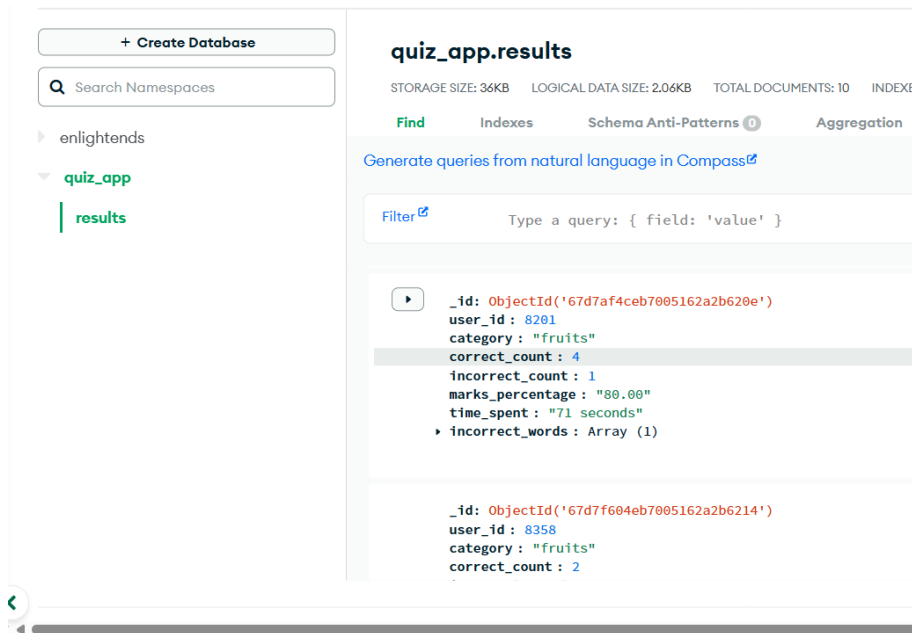 + Create Database
Search Namespaces
enlightends
quiz_app
results
quiz_app.results
STORAGE SIZE: 36KB LOGICAL DATA SIZE: 2.06KB TOTAL DOCUMENTS: 10 INDEXE
Find Indexes Schema Anti-Patterns 0 Aggregation
Generate queries from natural language in Compass
Filter Type a query: { field: 'value' }
_id: ObjectId('67d7af4ceb7005162a2b620e')
user_id : 8201
category : "fruits"
correct_count : 4
incorrect_count : 1
marks_percentage : "80.00"
time_spent : "71 seconds"
incorrect_words : Array (1)
_id: ObjectId('67d7f604eb7005162a2b6214')
user_id : 8358
category : "fruits"
correct_count : 2